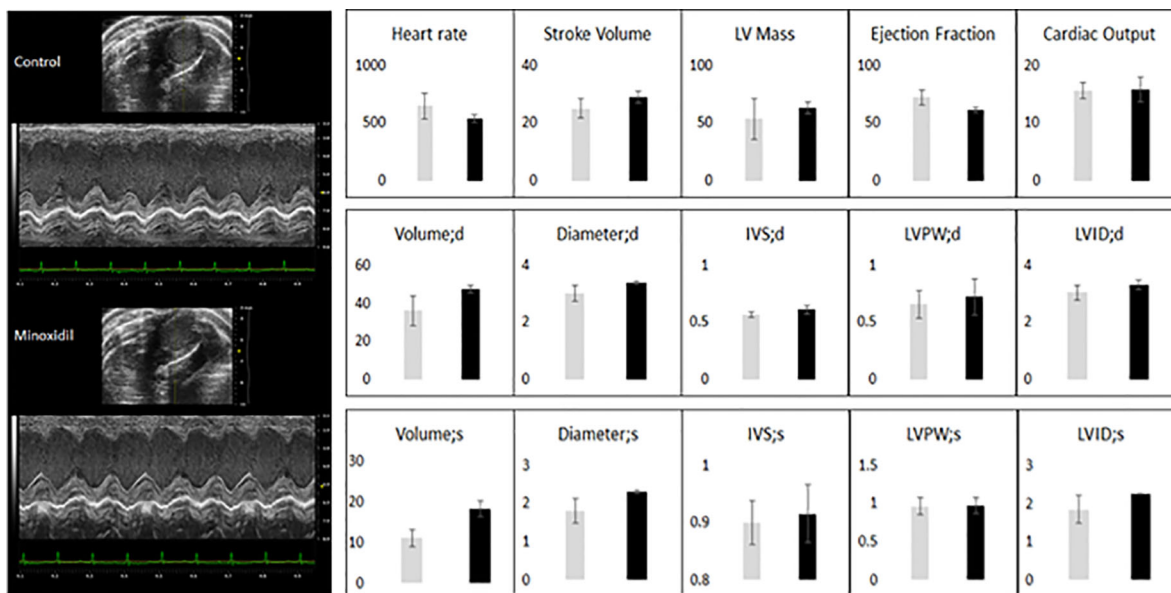 Control
Minoxidil
Heart rate
1000
500
0
Stroke Volume
40
20
0
LV Mass
100
50
0
Ejection Fraction
100
50
0
Cardiac Output
20
10
0
Volume;d
60
40
20
0
Diameter;d
4
2
0
IVS;d
1
0.5
0
LVPW;d
1
0.5
0
LVID;d
4
2
0
Volume;s
30
20
10
0
Diameter;s
3
2
1
0
IVS;s
1
0.9
0.8
LVPW;s
1.5
1
0.5
0
LVID;s
3
2
1
0